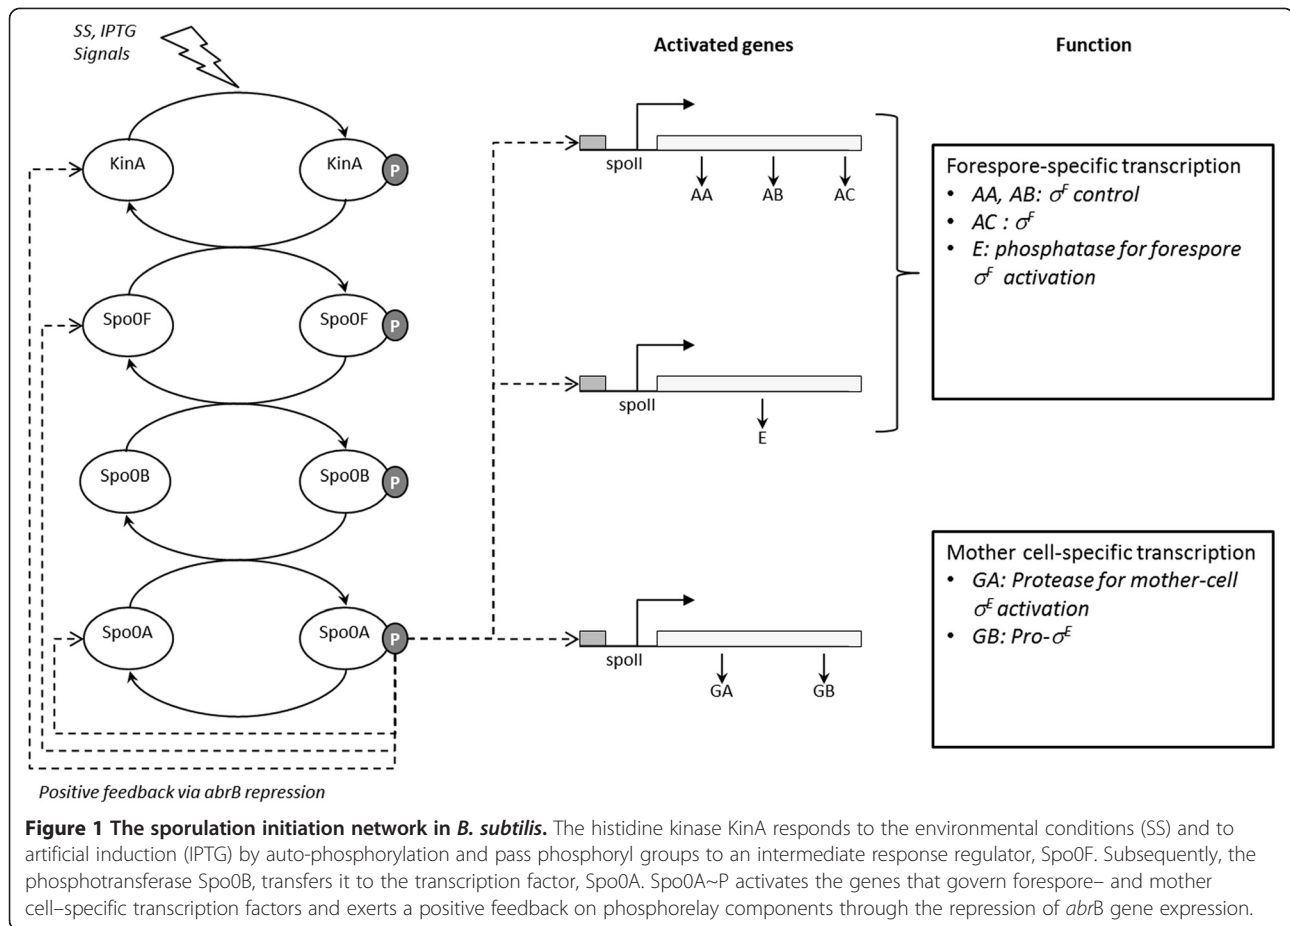 SS, IPTG
Signals
Activated genes
Function
KinA
KinA
P
spoII
AA
AB
AC
Forespore-specific transcription
• AA, AB: σF control
• AC : σF
• E: phosphatase for forespore
σF activation
Spo0F
Spo0F
P
spoII
E
Spo0B
Spo0B
P
Spo0A
Spo0A
P
spoII
GA
GB
Mother cell-specific transcription
• GA: Protease for mother-cell
σE activation
• GB: Pro-σE
Positive feedback via abrB repression
Figure 1 The sporulation initiation network in B. subtilis. The histidine kinase KinA responds to the environmental conditions (SS) and to
artificial induction (IPTG) by auto-phosphorylation and pass phosphoryl groups to an intermediate response regulator, Spo0F. Subsequently, the
phosphotransferase Spo0B, transfers it to the transcription factor, Spo0A. Spo0A~P activates the genes that govern forespore– and mother
cell–specific transcription factors and exerts a positive feedback on phosphorelay components through the repression of abrB gene expression.